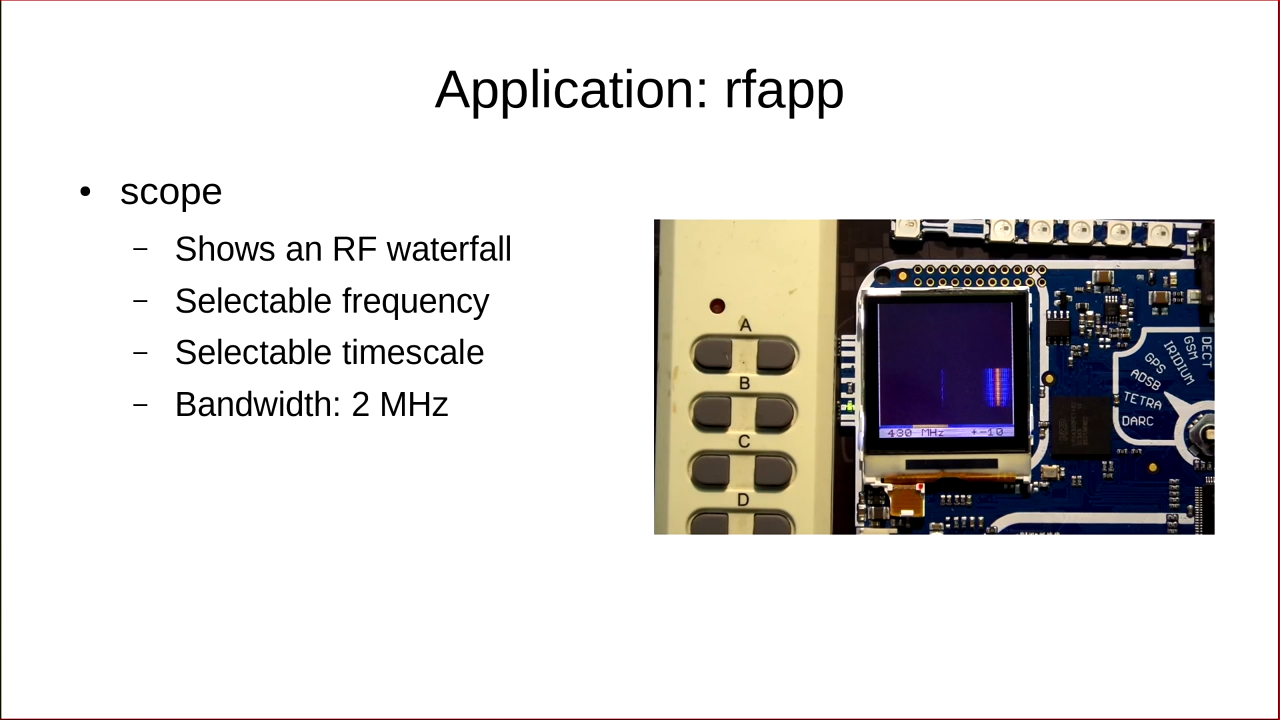 Application: rfapp
• scope
– Shows an RF waterfall
– Selectable frequency
– Selectable timescale
– Bandwidth: 2 MHz
A
B
C
D
430 MHz +-10
DECT
GSM
IRIDIUM
GPS
ADSB
TETRA
DARC